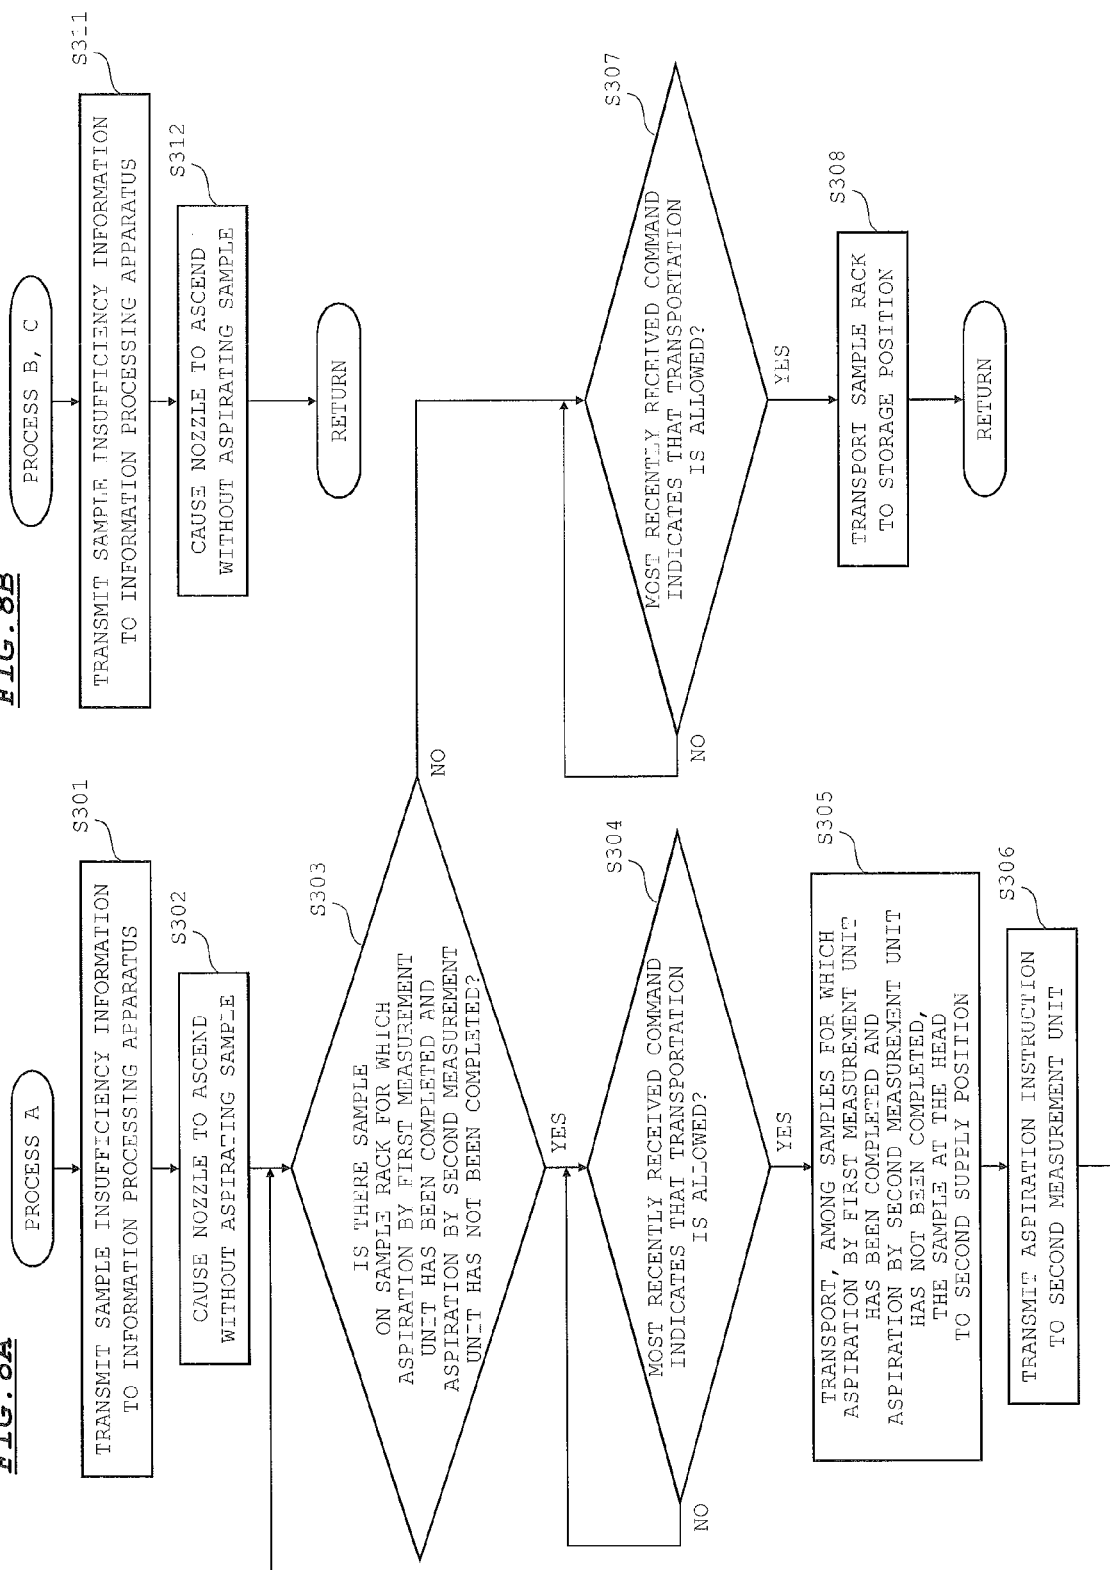 FIG. 8A
PROCESS A
S301
TRANSMIT SAMPLE INSUFFICIENCY INFORMATION
TO INFORMATION PROCESSING APPARATUS
S302
CAUSE NOZZLE TO ASCEND
WITHOUT ASPIRATING SAMPLE
S303
IS THERE SAMPLE
ON SAMPLE RACK FOR WHICH
ASPIRATION BY FIRST MEASUREMENT
UNIT HAS BEEN COMPLETED AND
ASPIRATION BY SECOND MEASUREMENT
UNIT HAS NOT BEEN COMPLETED?
NO
YES
S304
MOST RECENTLY RECEIVED COMMAND
INDICATES THAT TRANSPORTATION
IS ALLOWED?
NO
YES
S305
TRANSPORT, AMONG SAMPLES FOR WHICH
ASPIRATION BY FIRST MEASUREMENT UNIT
HAS BEEN COMPLETED AND
ASPIRATION BY SECOND MEASUREMENT UNIT
HAS NOT BEEN COMPLETED,
THE SAMPLE AT THE HEAD
TO SECOND SUPPLY POSITION
S306
TRANSMIT ASPIRATION INSTRUCTION
TO SECOND MEASUREMENT UNIT
S307
MOST RECENTLY RECEIVED COMMAND
INDICATES THAT TRANSPORTATION
IS ALLOWED?
NO
YES
S308
TRANSPORT SAMPLE RACK
TO STORAGE POSITION
RETURN
FIG. 8B
PROCESS B, C
S311
TRANSMIT SAMPLE INSUFFICIENCY INFORMATION
TO INFORMATION PROCESSING APPARATUS
S312
CAUSE NOZZLE TO ASCEND
WITHOUT ASPIRATING SAMPLE
RETURN